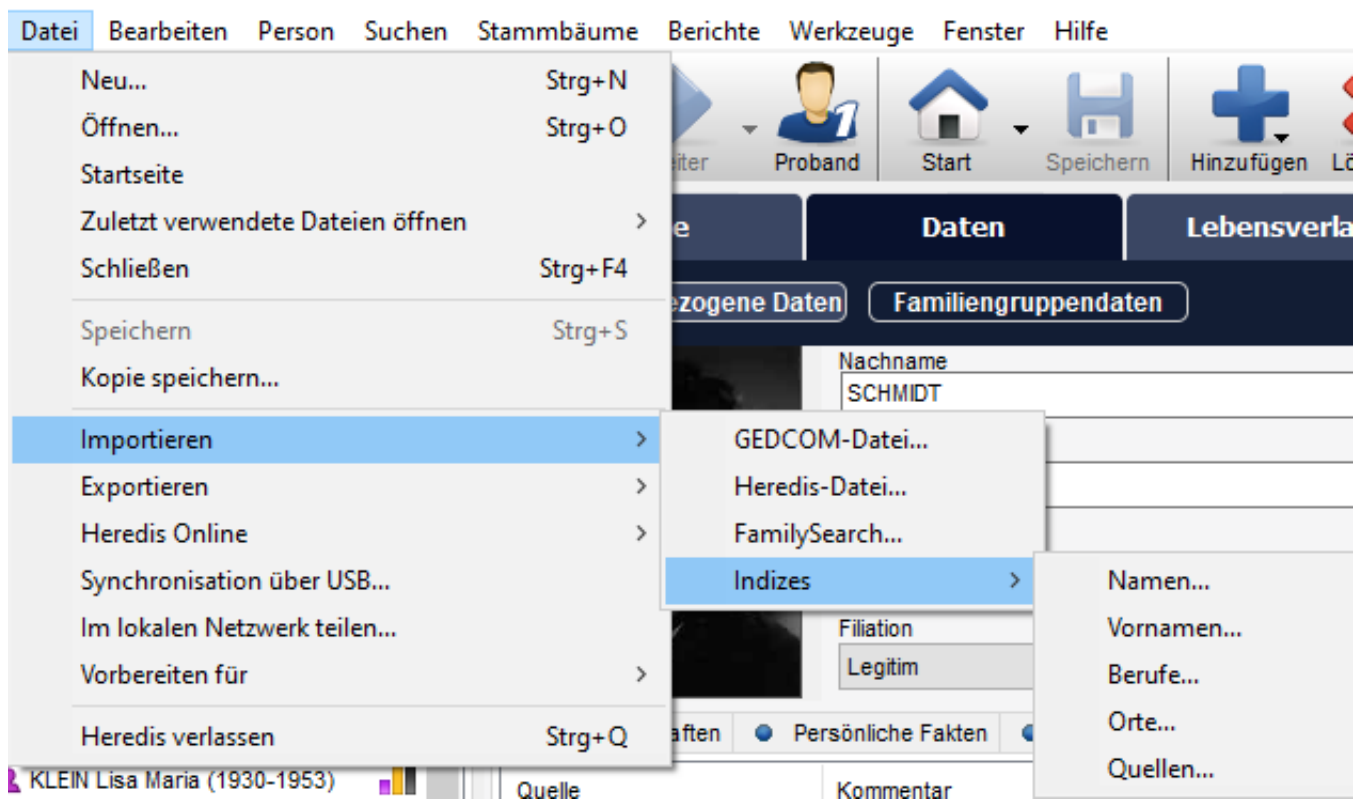 Datei Bearbeiten Person Suchen Stammbäume Berichte Werkzeuge Fenster Hilfe
Neu... Strg+N
Öffnen... Strg+O
Startseite
Zuletzt verwendete Dateien öffnen >
Schließen Strg+F4
Speichern Strg+S
Kopie speichern...
Importieren >
Exportieren >
Heredis Online >
Synchronisation über USB...
Im lokalen Netzwerk teilen...
Vorbereiten für >
Heredis verlassen Strg+Q
Proband Start Speichern Hinzufügen
Daten
Daten Familiengruppendaten
Nachname
SCHMIDT
GEDCOM-Datei...
Heredis-Datei...
FamilySearch...
Indizes >
Namen...
Vornamen...
Berufe...
Orte...
Quellen...
Filiation
Legitim
Persönliche Fakten
KLEIN Lisa Maria (1930-1953)
Quelle Kommentar